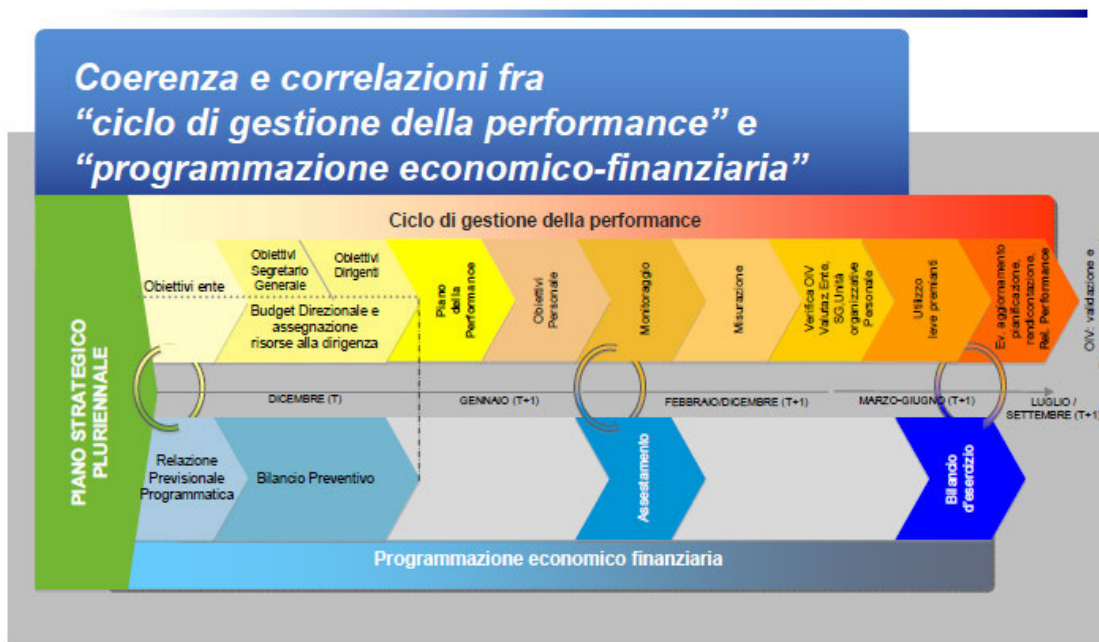 Coerenza e correlazioni fra
“ciclo di gestione della performance” e
“programmazione economico-finanziaria”
PIANO STRATEGICO
PLURIENNALE
Ciclo di gestione della performance
Obiettivi ente
Obiettivi
Segretario
Generale
Obiettivi
Dirigenti
Budget Direzionale e
assegnazione
risorse alla dirigenza
Piano
della
Performance
Obiettivi
Personale
Monitoraggio
Misurazione
Verifica OIV
Valutaz. Ente,
SG.Unità
organizzative
Personale
Utilizzo
leve premianti
Ev. aggiornamento
pianificazione,
rendicontazione,
Rel. Performance
OIV: validazione e
DICEMBRE (T)
GENNAIO (T+1)
FEBBRAIO/DICEMBRE (T+1)
MARZO-GIUGNO (T+1)
LUGLIO /
SETTEMBRE (T+1)
Relazione
Previsionale
Programmatica
Bilancio Preventivo
Assestamento
Bilancio
d'esercizio
Programmazione economico finanziaria